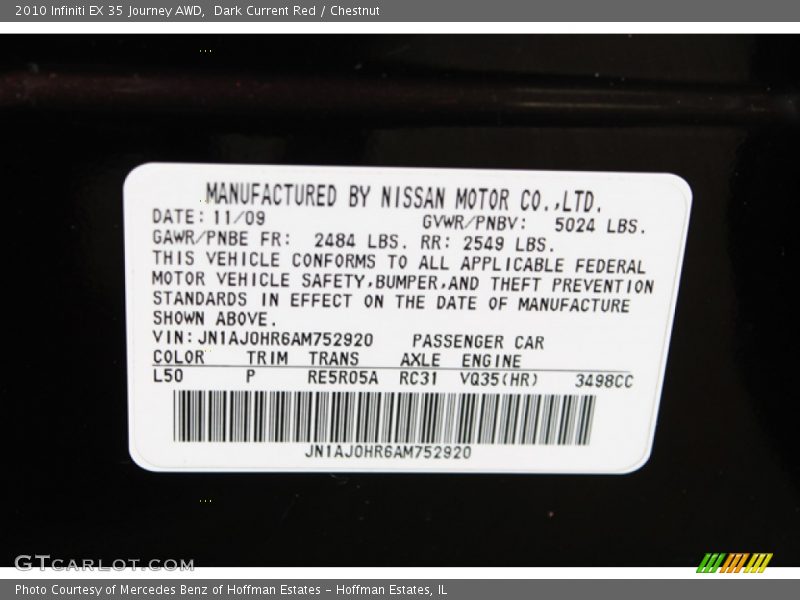 2010 Infiniti EX 35 Journey AWD,  Dark Current Red / Chestnut
MANUFACTURED BY NISSAN MOTOR CO.,LTD.
DATE: 11/09 GVWR/PNBV: 5024 LBS.
GAWR/PNBE FR: 2484 LBS. RR: 2549 LBS.
THIS VEHICLE CONFORMS TO ALL APPLICABLE FEDERAL
MOTOR VEHICLE SAFETY,BUMPER,AND THEFT PREVENTION
STANDARDS IN EFFECT ON THE DATE OF MANUFACTURE
SHOWN ABOVE.
VIN: JN1AJ0HR6AM752920 PASSENGER CAR
COLOR TRIM TRANS AXLE ENGINE
L50 P RE5R05A RC31 VQ35(HR) 3498CC
JN1AJ0HR6AM752920
GTCARLOT.COM
Photo Courtesy of Mercedes Benz of Hoffman Estates – Hoffman Estates, IL